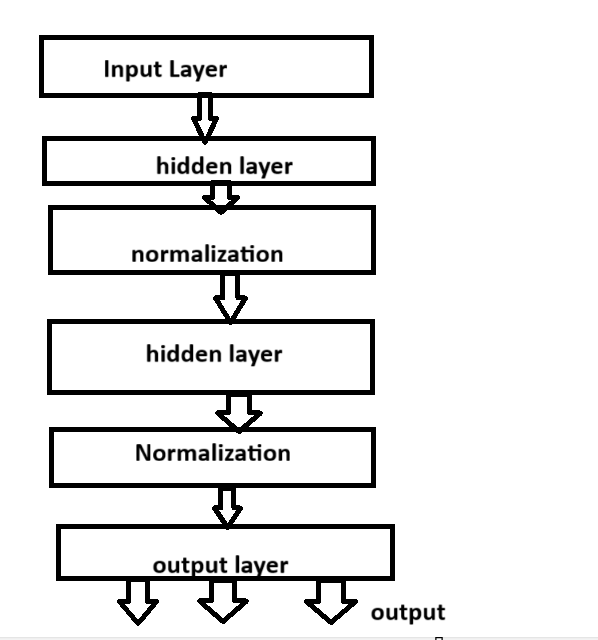 Input Layer
hidden layer
normalization
hidden layer
Normalization
output layer
output